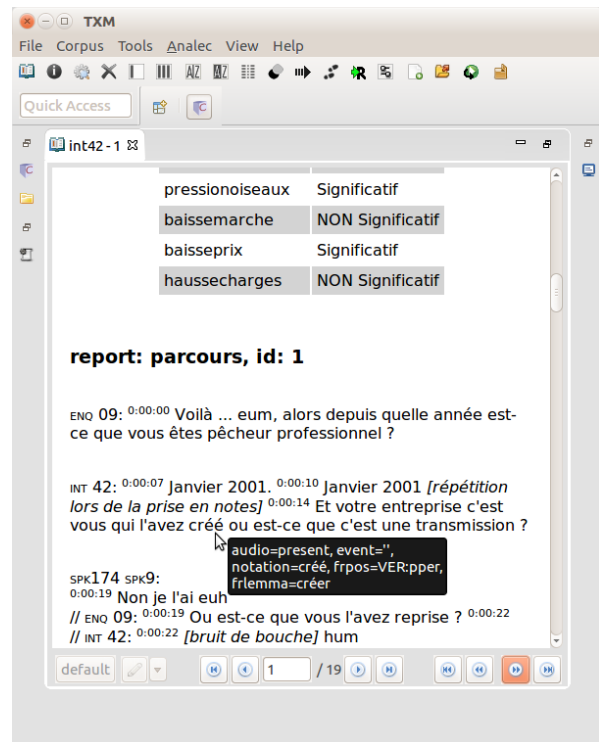 TXM
File Corpus Tools Analec View Help
Quick Access
int42 - 1
pressionoiseaux Significatif
baissemarche NON Significatif
baisseprix Significatif
haussecharges NON Significatif
report: parcours, id: 1
ENQ 09: 0:00:00 Voilà ... eum, alors depuis quelle année est-
ce que vous êtes pêcheur professionnel ?
INT 42: 0:00:07 Janvier 2001. 0:00:10 Janvier 2001 [répétition
lors de la prise en notes] 0:00:14 Et votre entreprise c'est
vous qui l'avez créé ou est-ce que c'est une transmission ?
audio=present, event='',
notation=créé, frpos=VER:pper,
frlemma=créer
SPK174 SPK9:
0:00:19 Non je l'ai euh
// ENQ 09: 0:00:19 Ou est-ce que vous l'avez reprise ? 0:00:22
// INT 42: 0:00:22 [bruit de bouche] hum
default 1 / 19